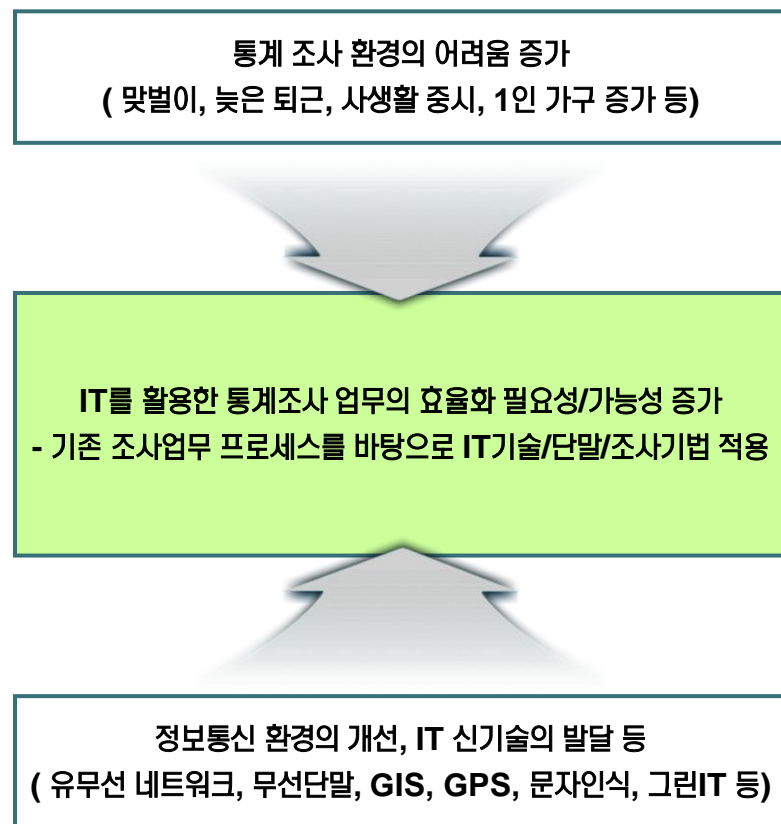 통계 조사 환경의 어려움 증가
( 맞벌이, 늦은 퇴근, 사생활 중시, 1인 가구 증가 등)
IT를 활용한 통계조사 업무의 효율화 필요성/가능성 증가
- 기존 조사업무 프로세스를 바탕으로 IT기술/단말/조사기법 적용
정보통신 환경의 개선, IT 신기술의 발달 등
( 유무선 네트워크, 무선단말, GIS, GPS, 문자인식, 그린IT 등)